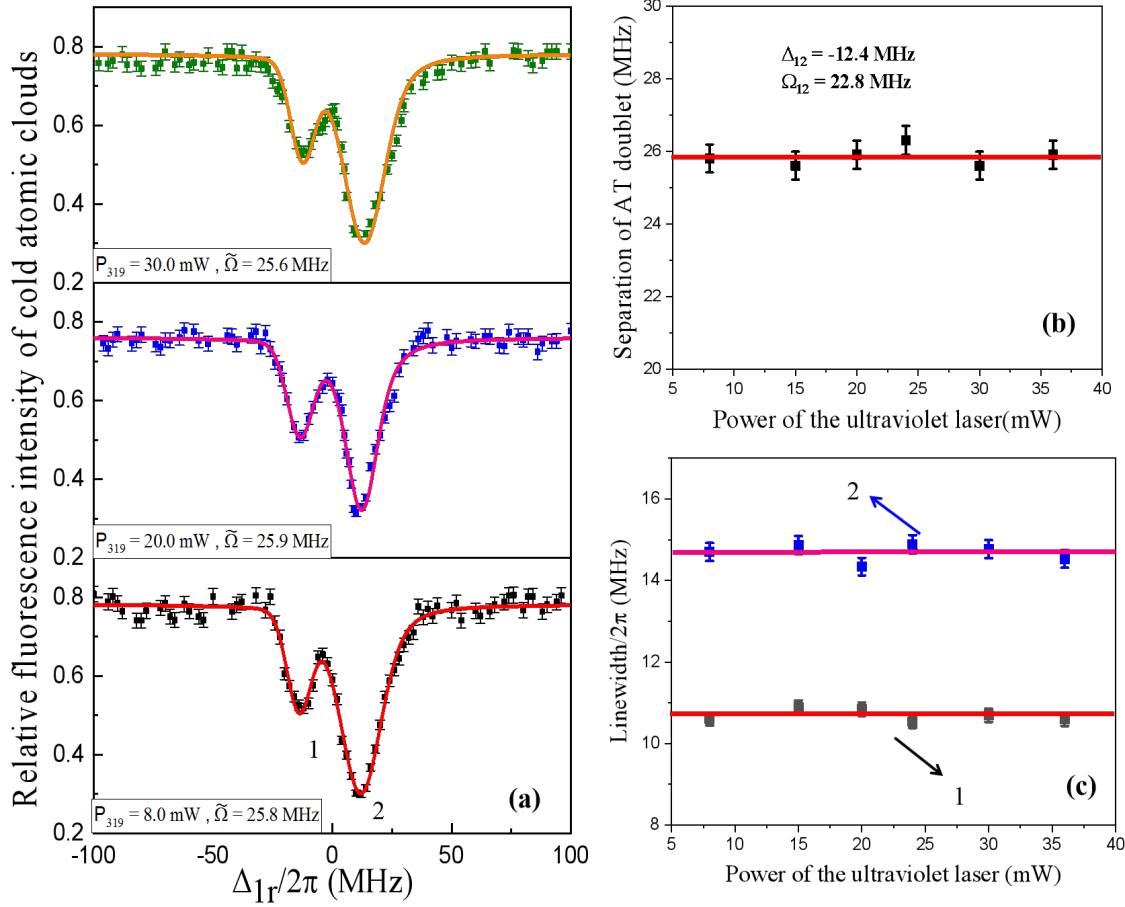 Relative fluorescence intensity of cold atomic clouds
0.8
0.6
0.4
P319 = 30.0 mW , Ω̃ = 25.6 MHz
0.2
0.8
0.6
0.4
P319 = 20.0 mW , Ω̃ = 25.9 MHz
0.2
0.8
0.6
1
0.4
(a)
P319 = 8.0 mW , Ω̃ = 25.8 MHz
2
0.2
-100 -50 0 50 100
Δ1r/2π (MHz)
Separation of AT doublet (MHz)
30
28
26
24
22
20
Δ12 = -12.4 MHz
Ω12 = 22.8 MHz
(b)
5 10 15 20 25 30 35 40
Power of the ultraviolet laser(mW)
Linewidth/2π (MHz)
16
14
12
10
8
2
1
(c)
5 10 15 20 25 30 35 40
Power of the ultraviolet laser (mW)